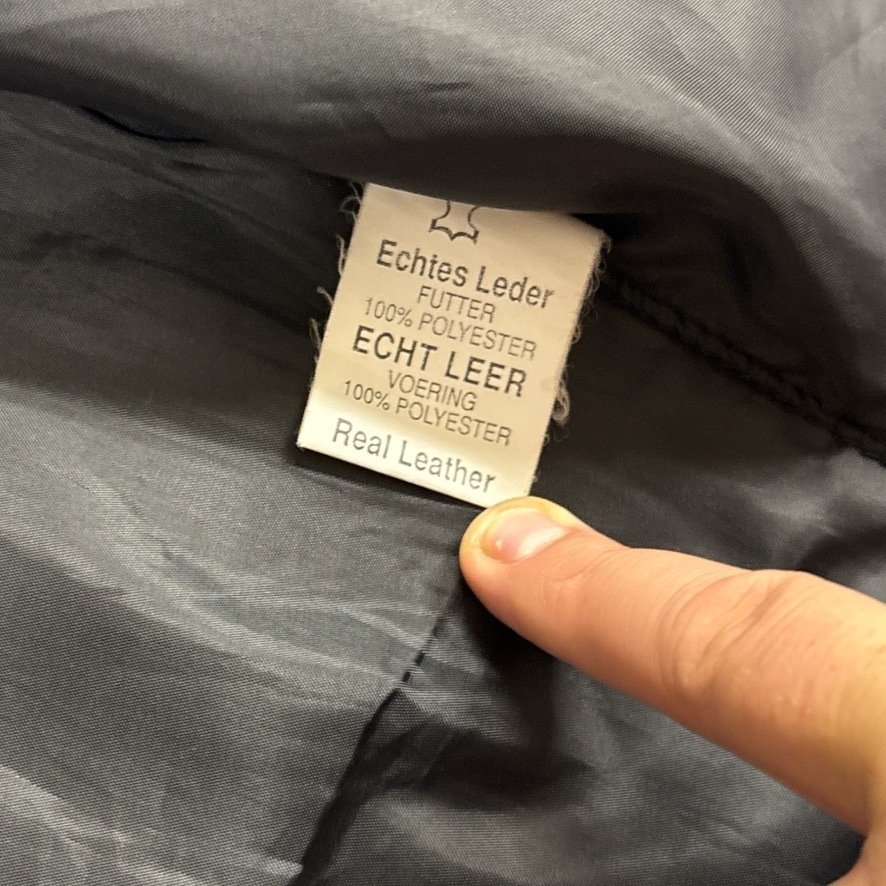 Echtes Leder
FUTTER
100% POLYESTER
ECHT LEER
VOERING
100% POLYESTER
Real Leather